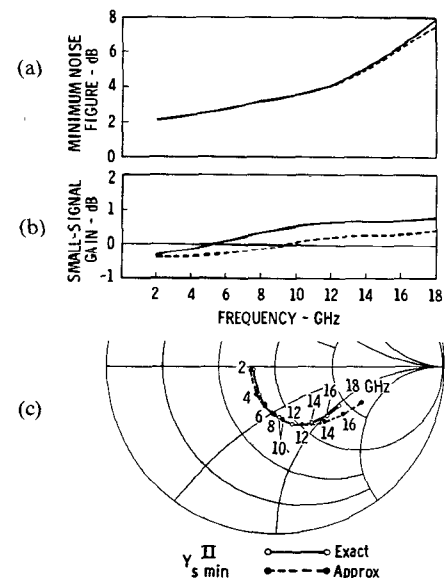 (a)
MINIMUM NOISE
FIGURE - dB
8
6
4
2
0
(b)
SMALL-SIGNAL
GAIN - dB
2
1
0
-1
2 4 6 8 10 12 14 16 18
FREQUENCY - GHz
(c)
2
4
6
8
10
12
12
14
14
16
16
18 GHz
Y s min II
Exact
Approx